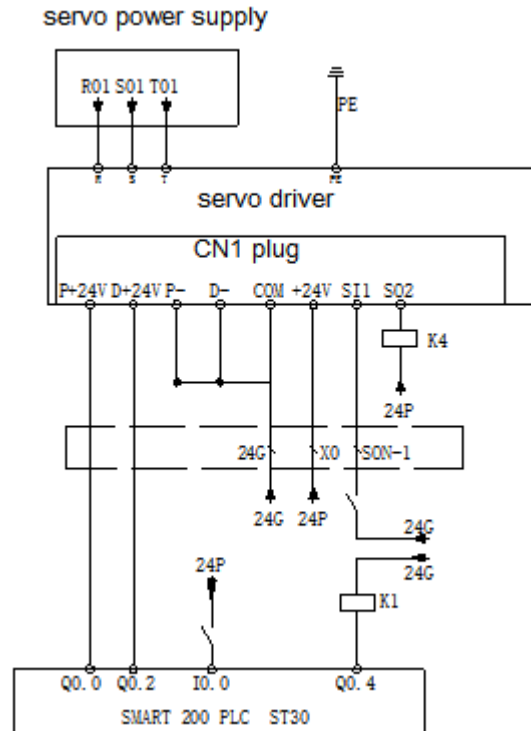 servo power supply
R01 S01 T01
PE
R S T PE
servo driver
CN1 plug
P+24V D+24V P- D- COM +24V SI1 SO2
K4
24P
24G X0 SON-1
24G 24P
24G
24G
24P
K1
Q0.0 Q0.2 I0.0 Q0.4
SMART 200 PLC ST30